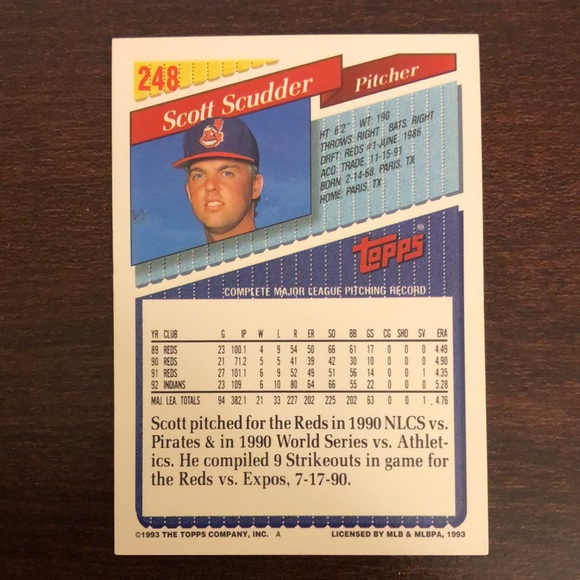 248
Scott Scudder
Pitcher
HT: 6'2" WT: 190
THROWS: RIGHT BATS: RIGHT
DRFT: REDS #1-JUNE, 1986
ACQ: TRADE, 11-15-91
BORN: 2-14-68, PARIS, TX
HOME: PARIS, TX
Topps®
COMPLETE MAJOR LEAGUE PITCHING RECORD
YR CLUB G IP W L R ER SO BB GS CG SHO SV ERA
89 REDS 23 100.1 4 9 54 50 66 61 17 0 0 0 4.49
90 REDS 21 71.2 5 5 41 39 42 30 10 0 0 0 4.90
91 REDS 27 101.1 6 9 52 49 51 56 14 0 0 1 4.35
92 INDIANS 23 109 6 10 80 64 66 55 22 0 0 0 5.28
MAJ. LEA. TOTALS 94 382.1 21 33 227 202 225 202 63 0 0 1 4.76
Scott pitched for the Reds in 1990 NLCS vs.
Pirates & in 1990 World Series vs. Athlet-
ics. He compiled 9 Strikeouts in game for
the Reds vs. Expos, 7-17-90.
©1993 THE TOPPS COMPANY, INC. A
LICENSED BY MLB & MLBPA, 1993